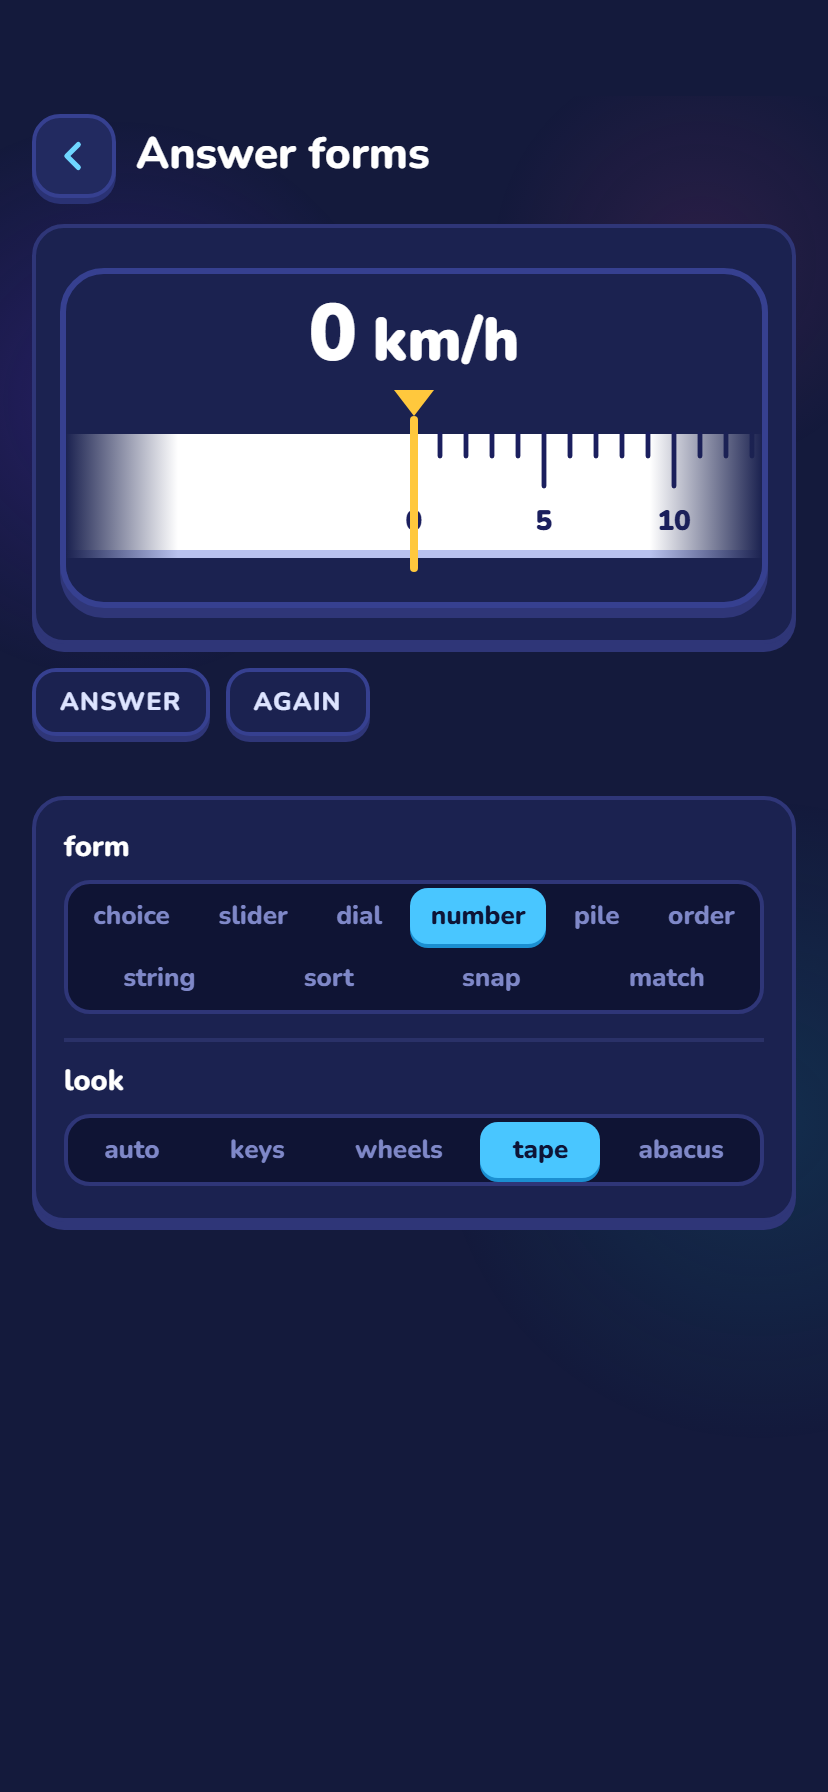 Answer forms
0 km/h
0 5 10
ANSWER AGAIN
form
choice slider dial number pile order
string sort snap match
look
auto keys wheels tape abacus